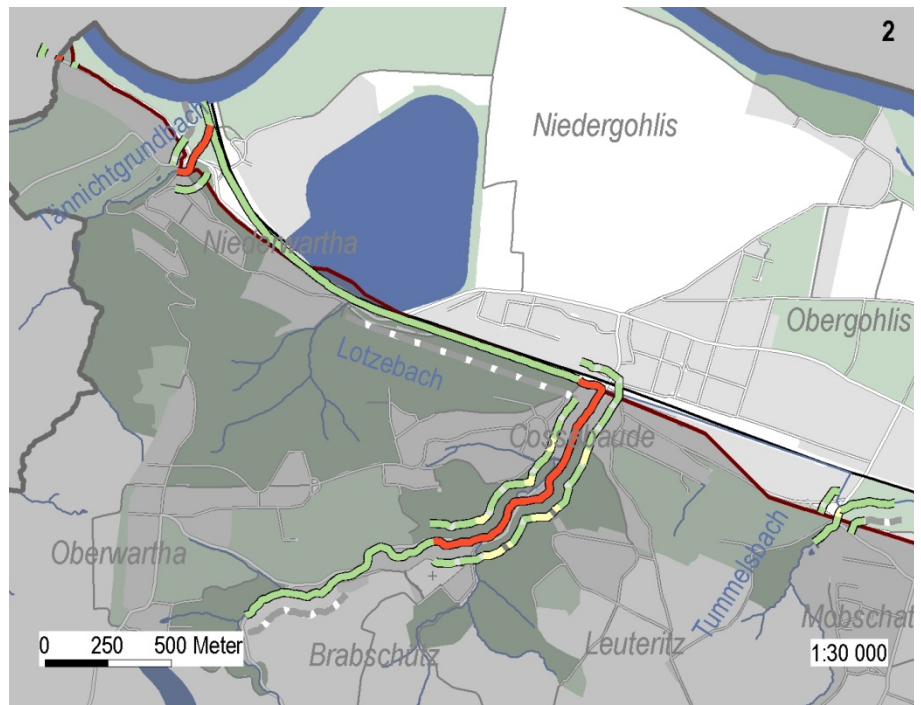 2
Niedergohlis
Tännichtgrundbach
Niederwartha
Obergohlis
Lotzebach
Cossebaude
Oberwartha
Tummelsbach
Mobschat
Leuteritz
Brabschütz
0 250 500 Meter
1:30 000